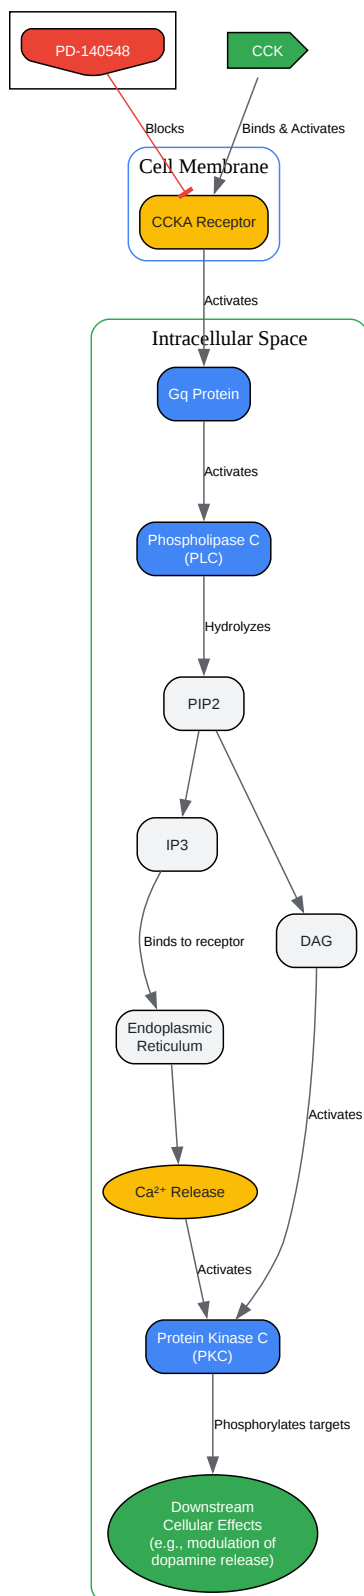 PD-140548
CCK
Blocks
Binds & Activates
Cell Membrane
CCKA Receptor
Activates
Intracellular Space
Gq Protein
Activates
Phospholipase C
(PLC)
Hydrolyzes
PIP2
IP3
DAG
Binds to receptor
Endoplasmic
Reticulum
Activates
Ca²⁺ Release
Activates
Protein Kinase C
(PKC)
Phosphorylates targets
Downstream
Cellular Effects
(e.g., modulation of
dopamine release)